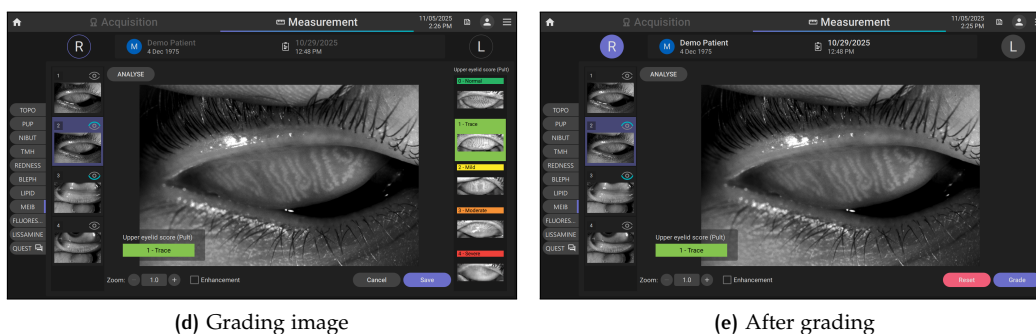 Acquisition
Measurement
11/05/2025
2:26 PM
R
M
Demo Patient
4 Dec 1975
10/29/2025
12:48 PM
L
TOPO
PUP
NIBUT
TMH
REDNESS
BLEPH
LIPID
MEIB
FLUORES...
LISSAMINE
QUEST
1
2
3
4
ANALYSE
Upper eyelid score (Pult)
1 - Trace
Upper eyelid score (Pult)
0 - Normal
1 - Trace
2 - Mild
3 - Moderate
4 - Severe
Zoom:
-
1.0
+
Enhancement
Cancel
Save
(d) Grading image
Acquisition
Measurement
11/05/2025
2:25 PM
R
M
Demo Patient
4 Dec 1975
10/29/2025
12:48 PM
L
TOPO
PUP
NIBUT
TMH
REDNESS
BLEPH
LIPID
MEIB
FLUORES...
LISSAMINE
QUEST
1
2
3
4
ANALYSE
Upper eyelid score (Pult)
1 - Trace
Zoom:
-
1.0
+
Enhancement
Reset
Grade
(e) After grading